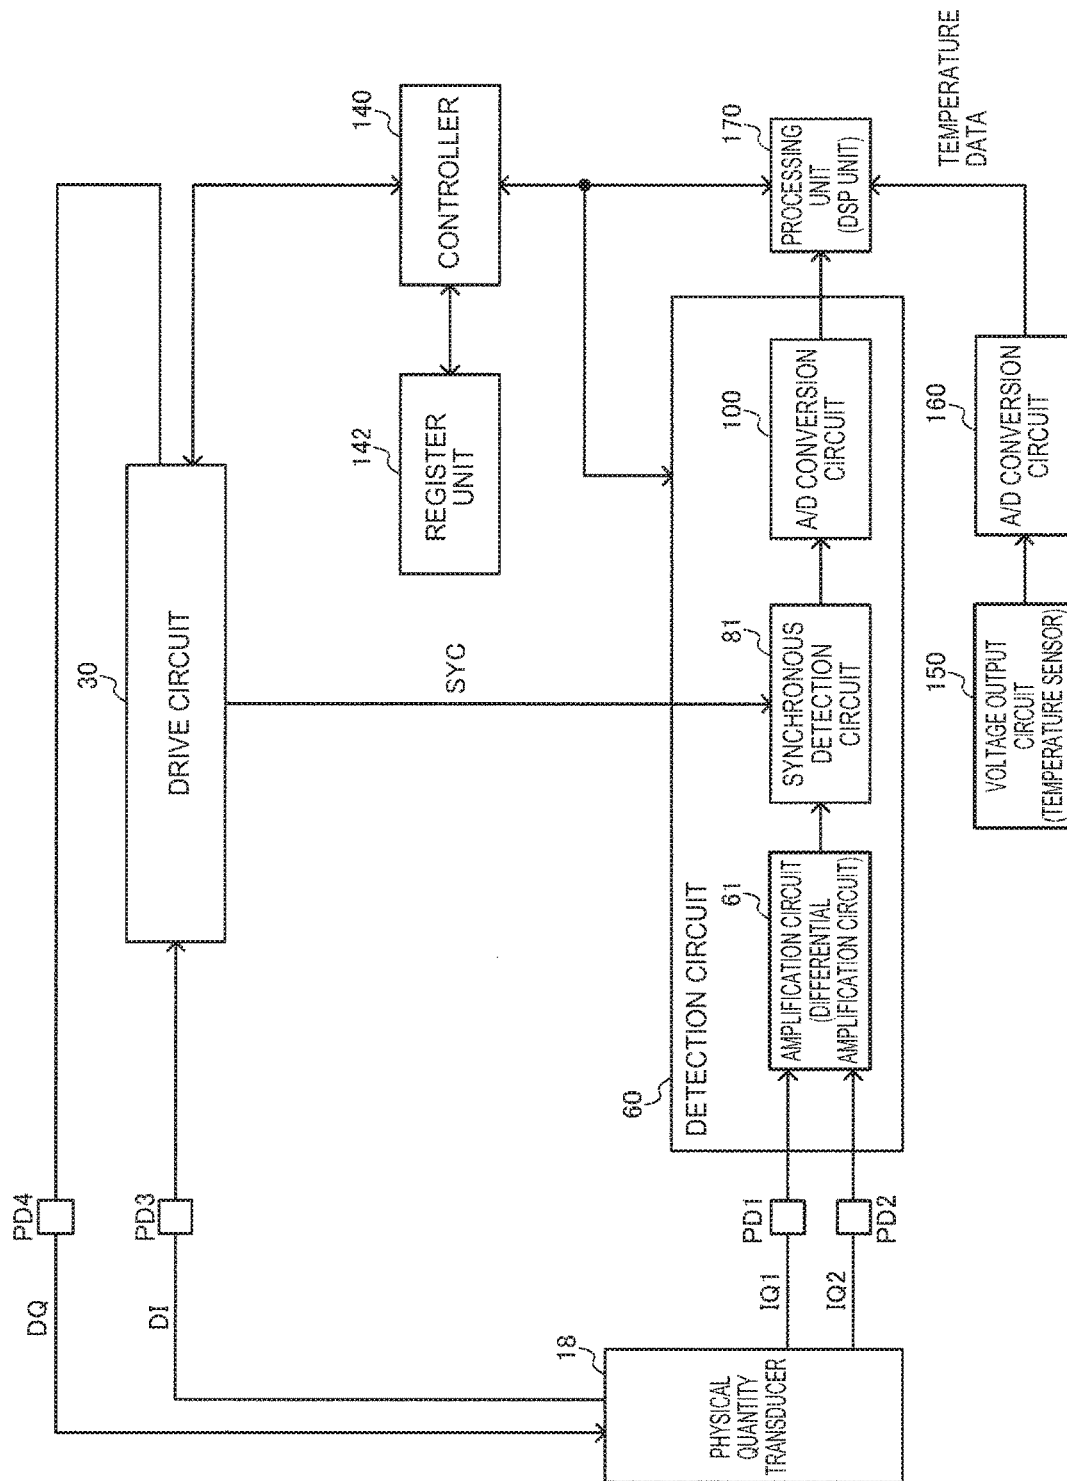 DQ
PD4
DI
PD3
30
DRIVE CIRCUIT
SYC
142
REGISTER
UNIT
140
CONTROLLER
18
PHYSICAL
QUANTITY
TRANSDUCER
IQ1
PD1
IQ2
PD2
60
DETECTION CIRCUIT
61
AMPLIFICATION CIRCUIT
(DIFFERENTIAL
AMPLIFICATION CIRCUIT)
81
SYNCHRONOUS
DETECTION
CIRCUIT
100
A/D CONVERSION
CIRCUIT
170
PROCESSING
UNIT
(DSP UNIT)
150
VOLTAGE OUTPUT
CIRCUIT
(TEMPERATURE SENSOR)
160
A/D CONVERSION
CIRCUIT
TEMPERATURE
DATA